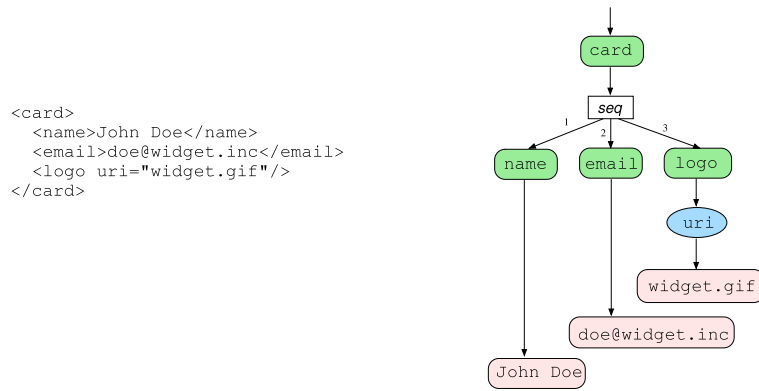 <card>
  <name>John Doe</name>
  <email>doe@widget.inc</email>
  <logo uri="widget.gif"/>
</card>
card
seq
1 2 3
name email logo
uri
widget.gif
doe@widget.inc
John Doe